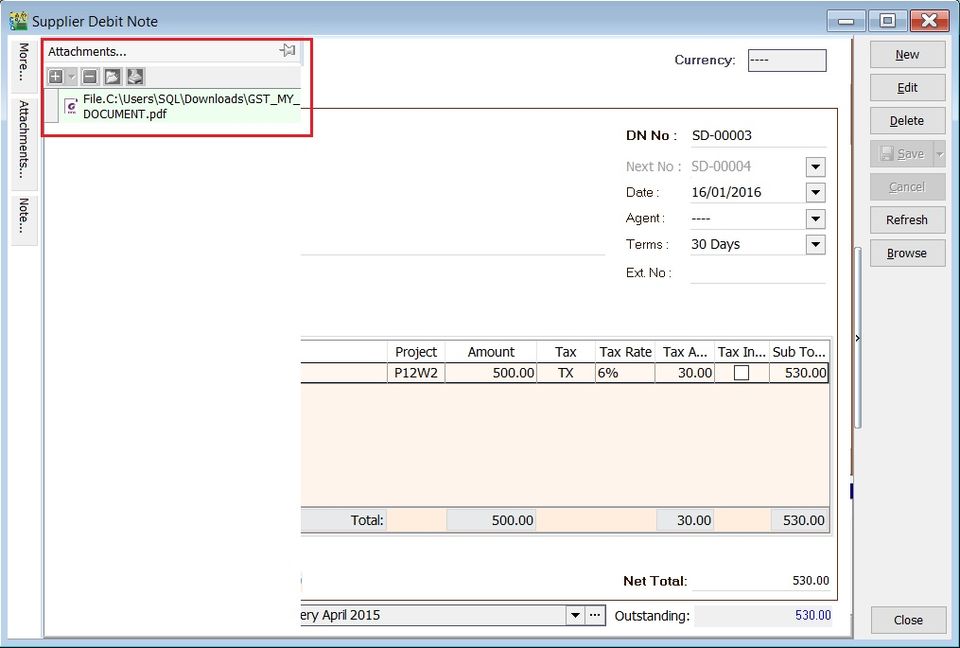 Supplier Debit Note
More...
Attachments...
Note...
Attachments...
File.C:\Users\SQL\Downloads\GST_MY_
DOCUMENT.pdf
Currency: ----
DN No : SD-00003
Next No : SD-00004
Date : 16/01/2016
Agent : ----
Terms : 30 Days
Ext. No :
Project Amount Tax Tax Rate Tax A... Tax In... Sub To...
P12W2 500.00 TX 6% 30.00 530.00
Total: 500.00 30.00 530.00
Net Total: 530.00
ery April 2015 ... Outstanding: 530.00
New
Edit
Delete
Save
Cancel
Refresh
Browse
Close